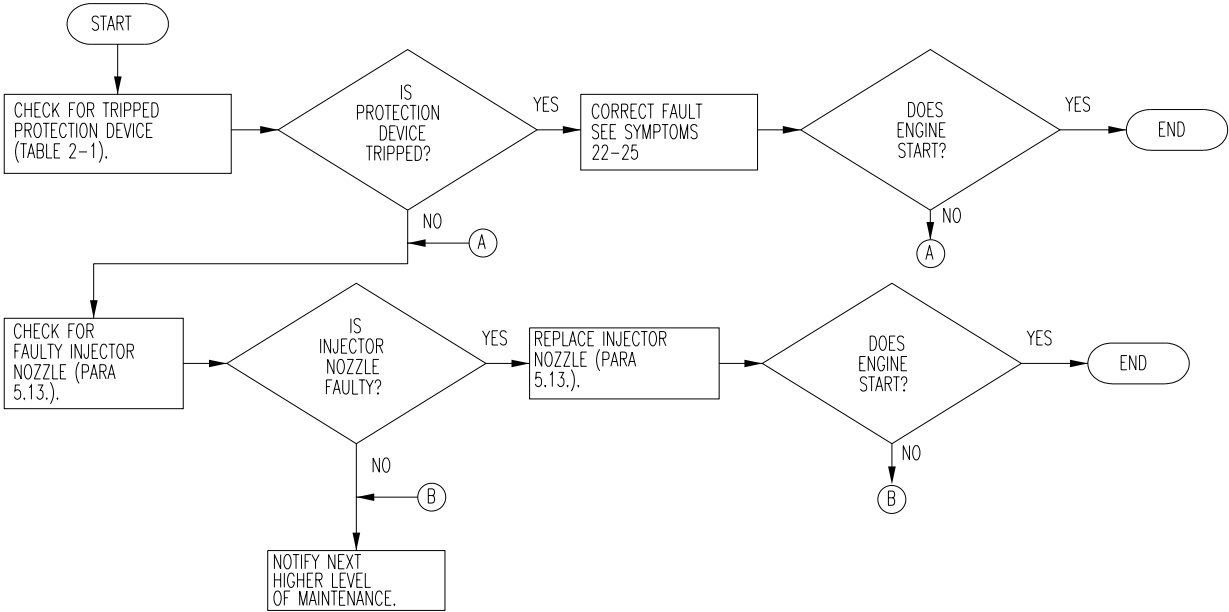 START
CHECK FOR TRIPPED
PROTECTION DEVICE
(TABLE 2-1).
IS
PROTECTION
DEVICE
TRIPPED?
YES
CORRECT FAULT
SEE SYMPTOMS
22-25
DOES
ENGINE
START?
YES
END
NO
A
NO
A
CHECK FOR
FAULTY INJECTOR
NOZZLE (PARA
5.13.).
IS
INJECTOR
NOZZLE
FAULTY?
YES
REPLACE INJECTOR
NOZZLE (PARA
5.13.).
DOES
ENGINE
START?
YES
END
NO
B
NO
B
NOTIFY NEXT
HIGHER LEVEL
OF MAINTENANCE.